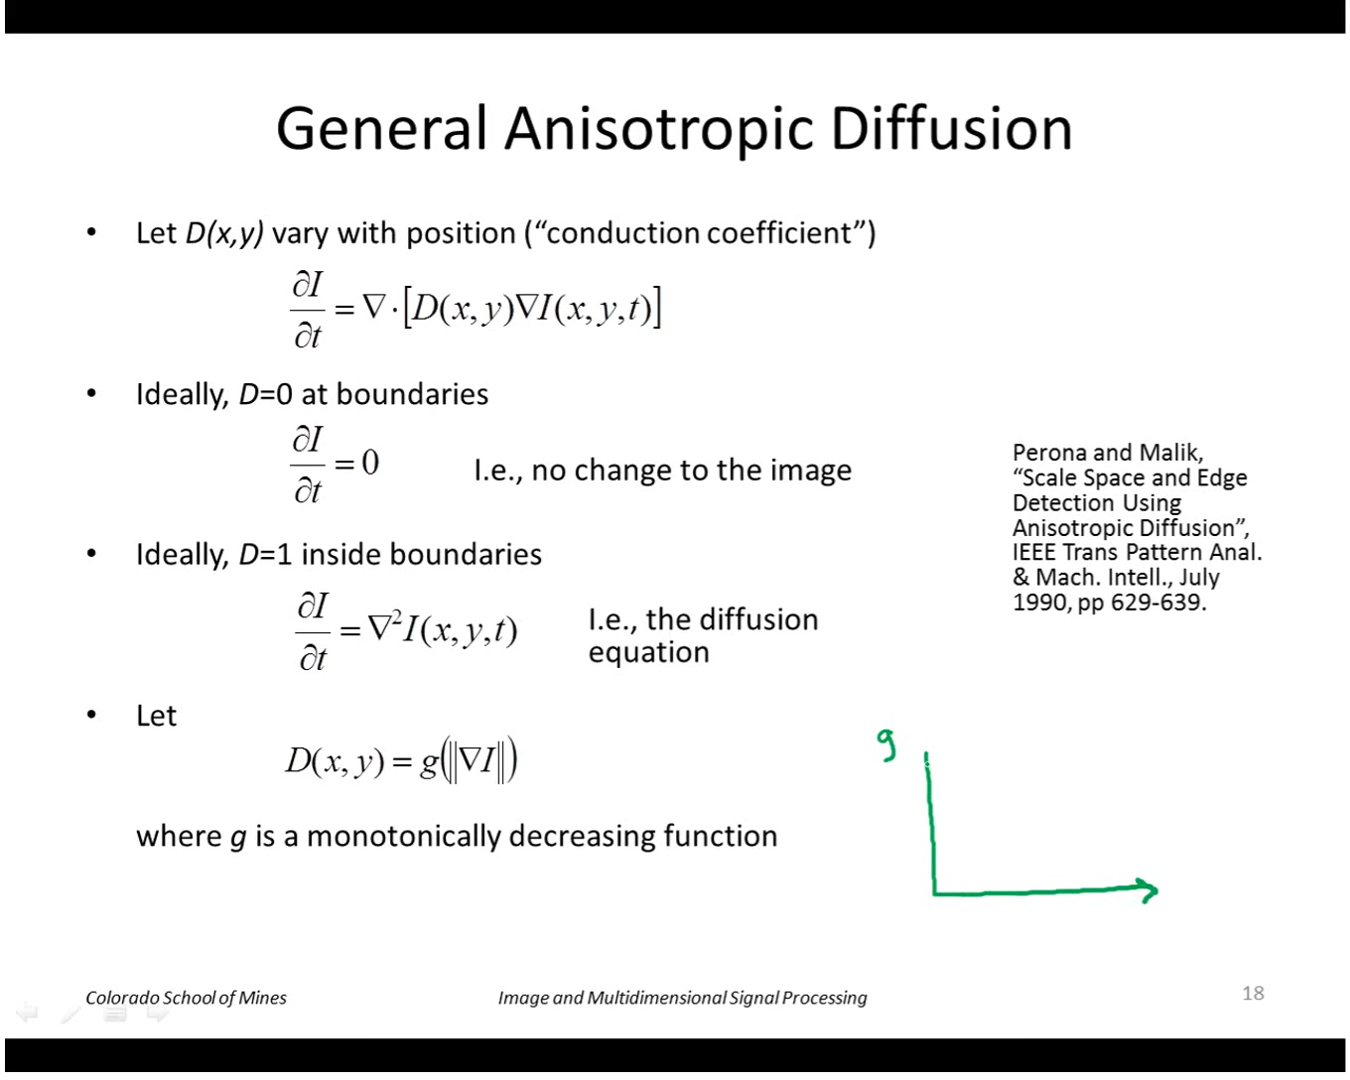 General Anisotropic Diffusion
• Let D(x,y) vary with position (“conduction coefficient”)
∂I/∂t = ∇·[D(x, y)∇I(x, y,t)]
• Ideally, D=0 at boundaries
∂I/∂t = 0 I.e., no change to the image
Perona and Malik,
“Scale Space and Edge
Detection Using
Anisotropic Diffusion”,
IEEE Trans Pattern Anal.
& Mach. Intell., July
1990, pp 629-639.
• Ideally, D=1 inside boundaries
∂I/∂t = ∇²I(x, y,t)
I.e., the diffusion
equation
• Let
D(x, y) = g(‖∇I‖)
g
where g is a monotonically decreasing function
Colorado School of Mines
Image and Multidimensional Signal Processing
18